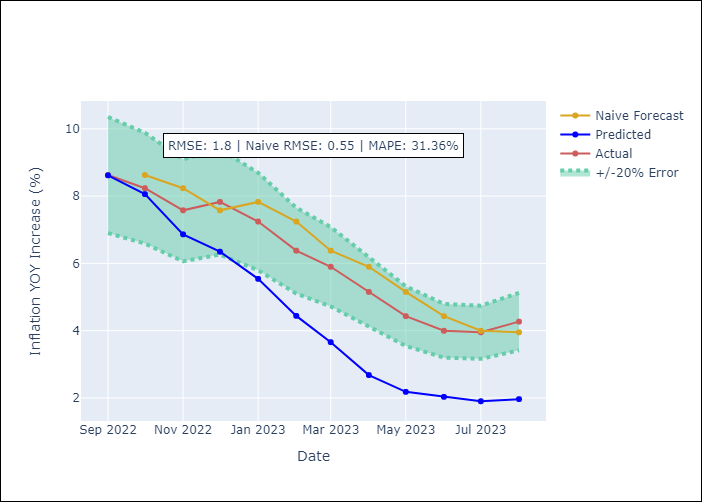 RMSE: 1.8 | Naive RMSE: 0.55 | MAPE: 31.36%
Naive Forecast
Predicted
Actual
+/-20% Error
Inflation YOY Increase (%)
10
8
6
4
2
Sep 2022 Nov 2022 Jan 2023 Mar 2023 May 2023 Jul 2023
Date